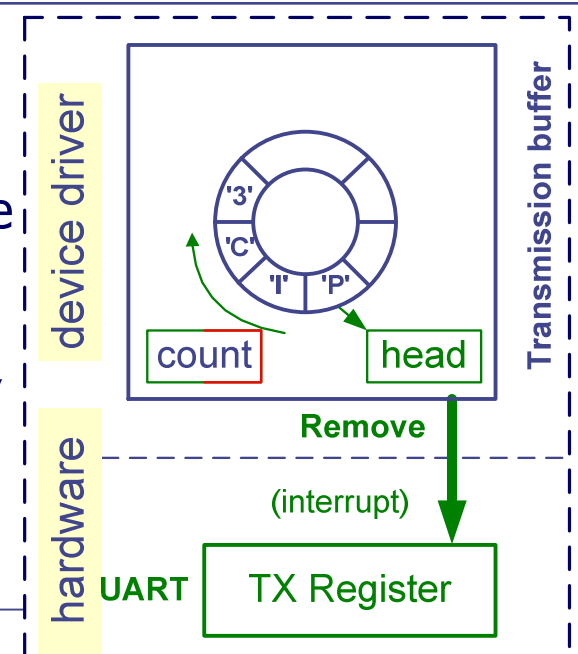 device driver
Transmission buffer
e
'3'
'C'
'I'
'P'
count
head
Remove
hardware
(interrupt)
UART
TX Register